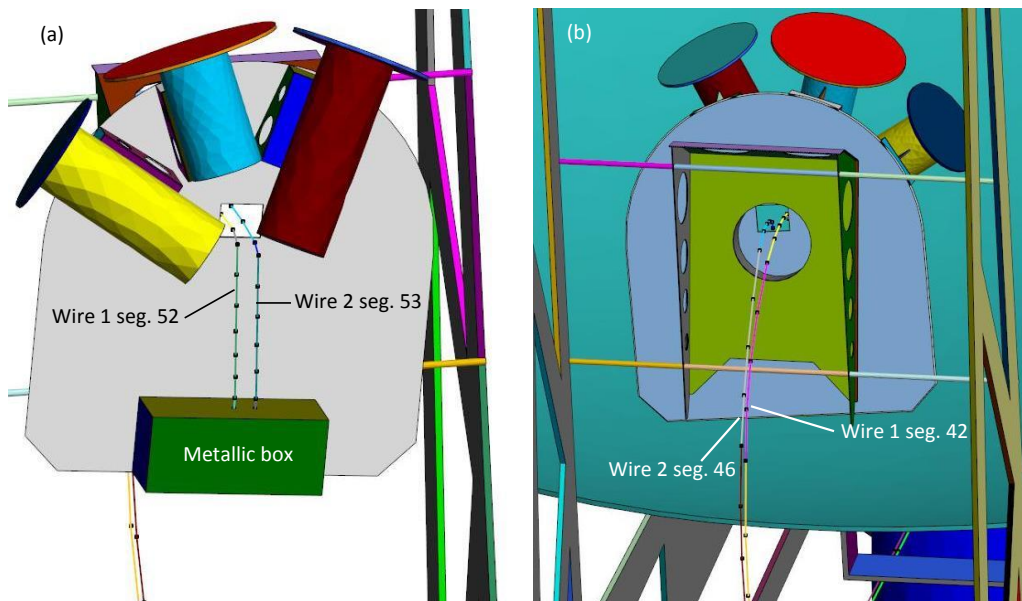 (a)
(b)
Wire 1 seg. 52
Wire 2 seg. 53
Metallic box
Wire 1 seg. 42
Wire 2 seg. 46